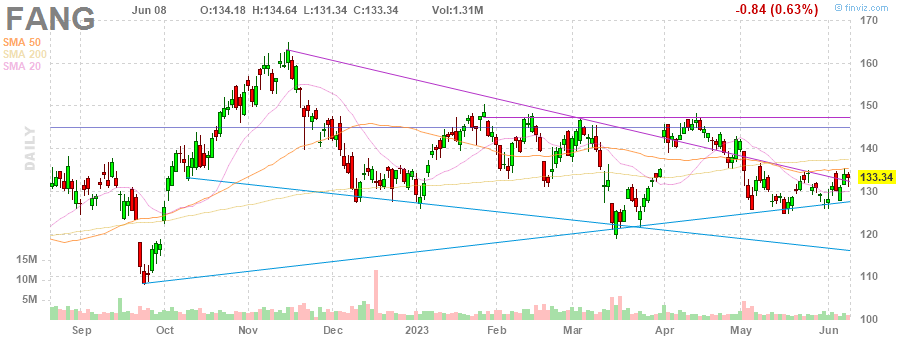 FANG Jun 08 O:134.18 H:134.64 L:131.34 C:133.34 Vol:1.31M -0.84 (0.63%) finviz.com
SMA 50
SMA 200
SMA 20
170
160
150
140
133.34
130
120
110
100
DAILY
15M
10M
5M
Sep Oct Nov Dec 2023 Feb Mar Apr May Jun